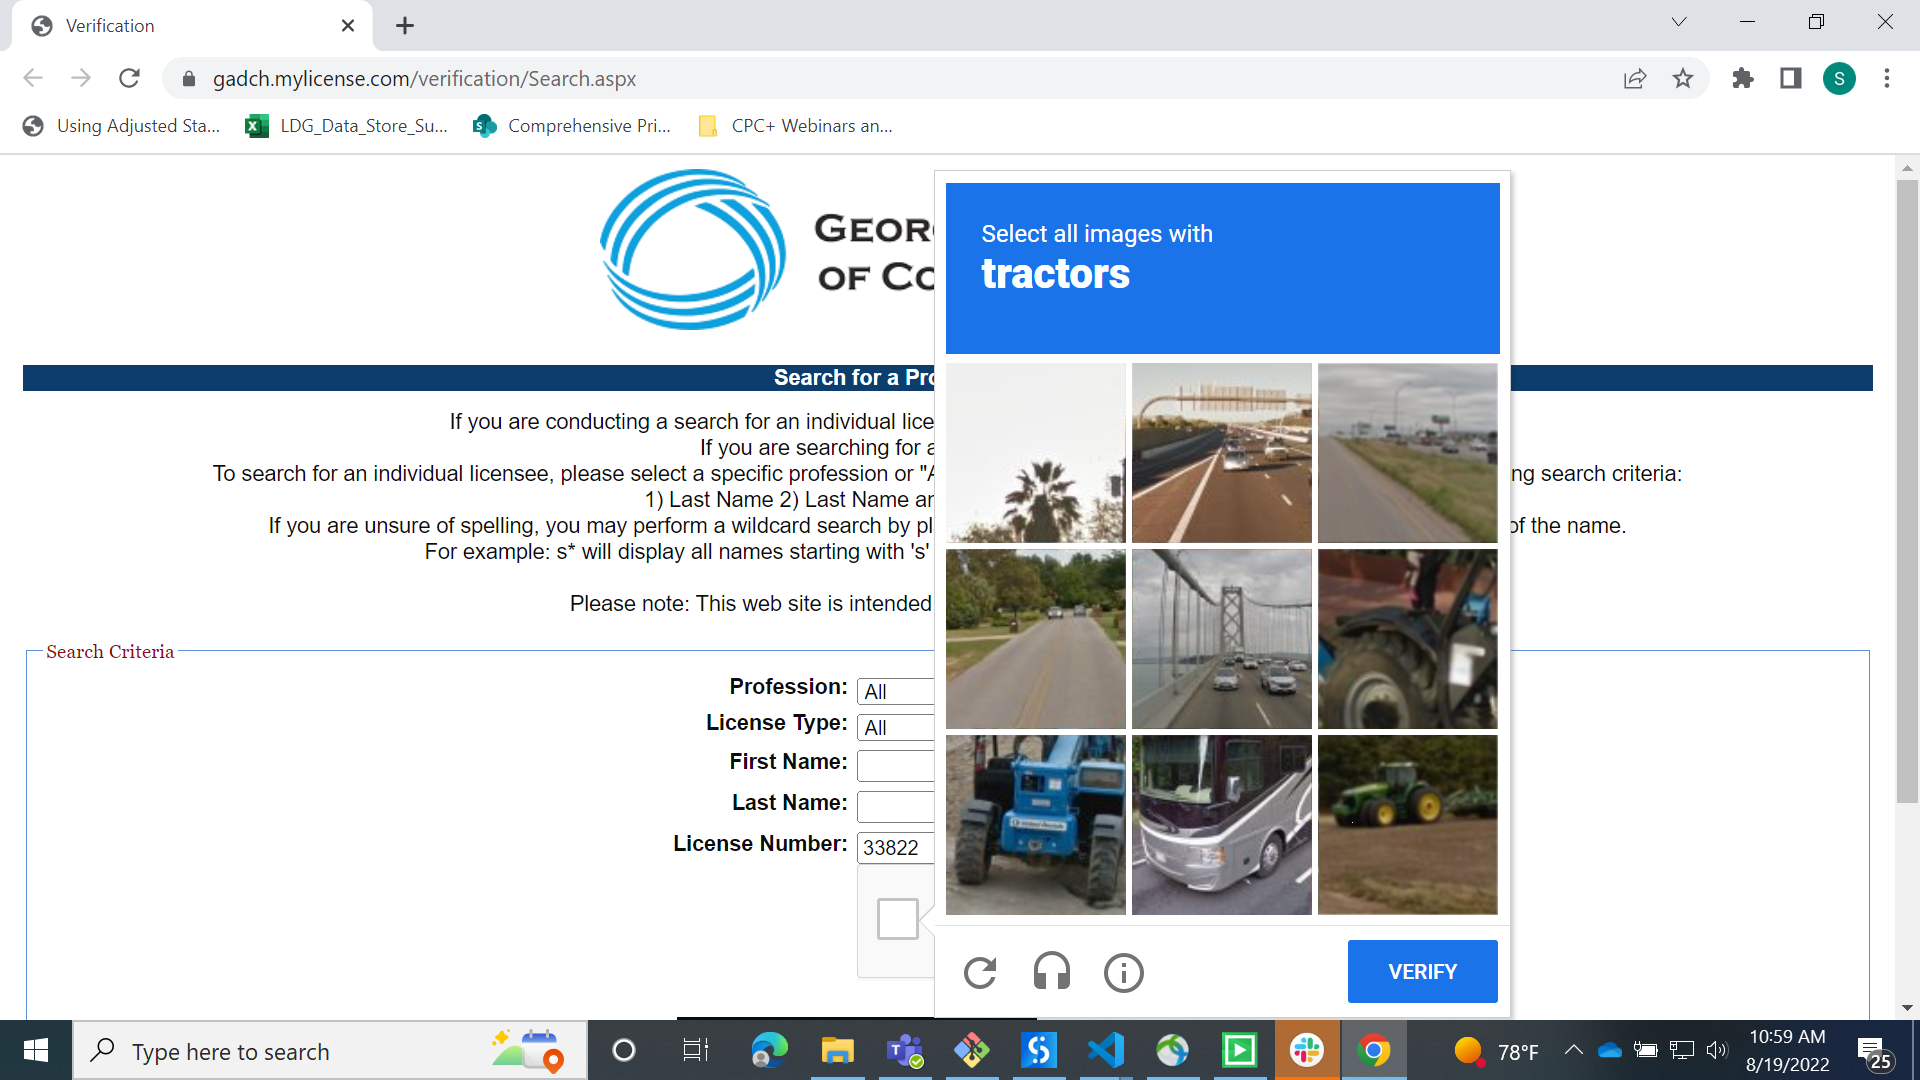 Verification
gadch.mylicense.com/verification/Search.aspx
S
Using Adjusted Sta...
LDG_Data_Store_Su...
Comprehensive Pri...
CPC+ Webinars an...
GEOR
OF CO
Select all images with
tractors
Search for a Pro
If you are conducting a search for an individual lice
If you are searching for a
To search for an individual licensee, please select a specific profession or "A
ng search criteria:
1) Last Name 2) Last Name an
If you are unsure of spelling, you may perform a wildcard search by pl
of the name.
For example: s* will display all names starting with 's'
Please note: This web site is intended
Search Criteria
Profession:
All
License Type:
All
First Name:
Last Name:
License Number:
33822
VERIFY
Type here to search
78°F
10:59 AM
8/19/2022
25